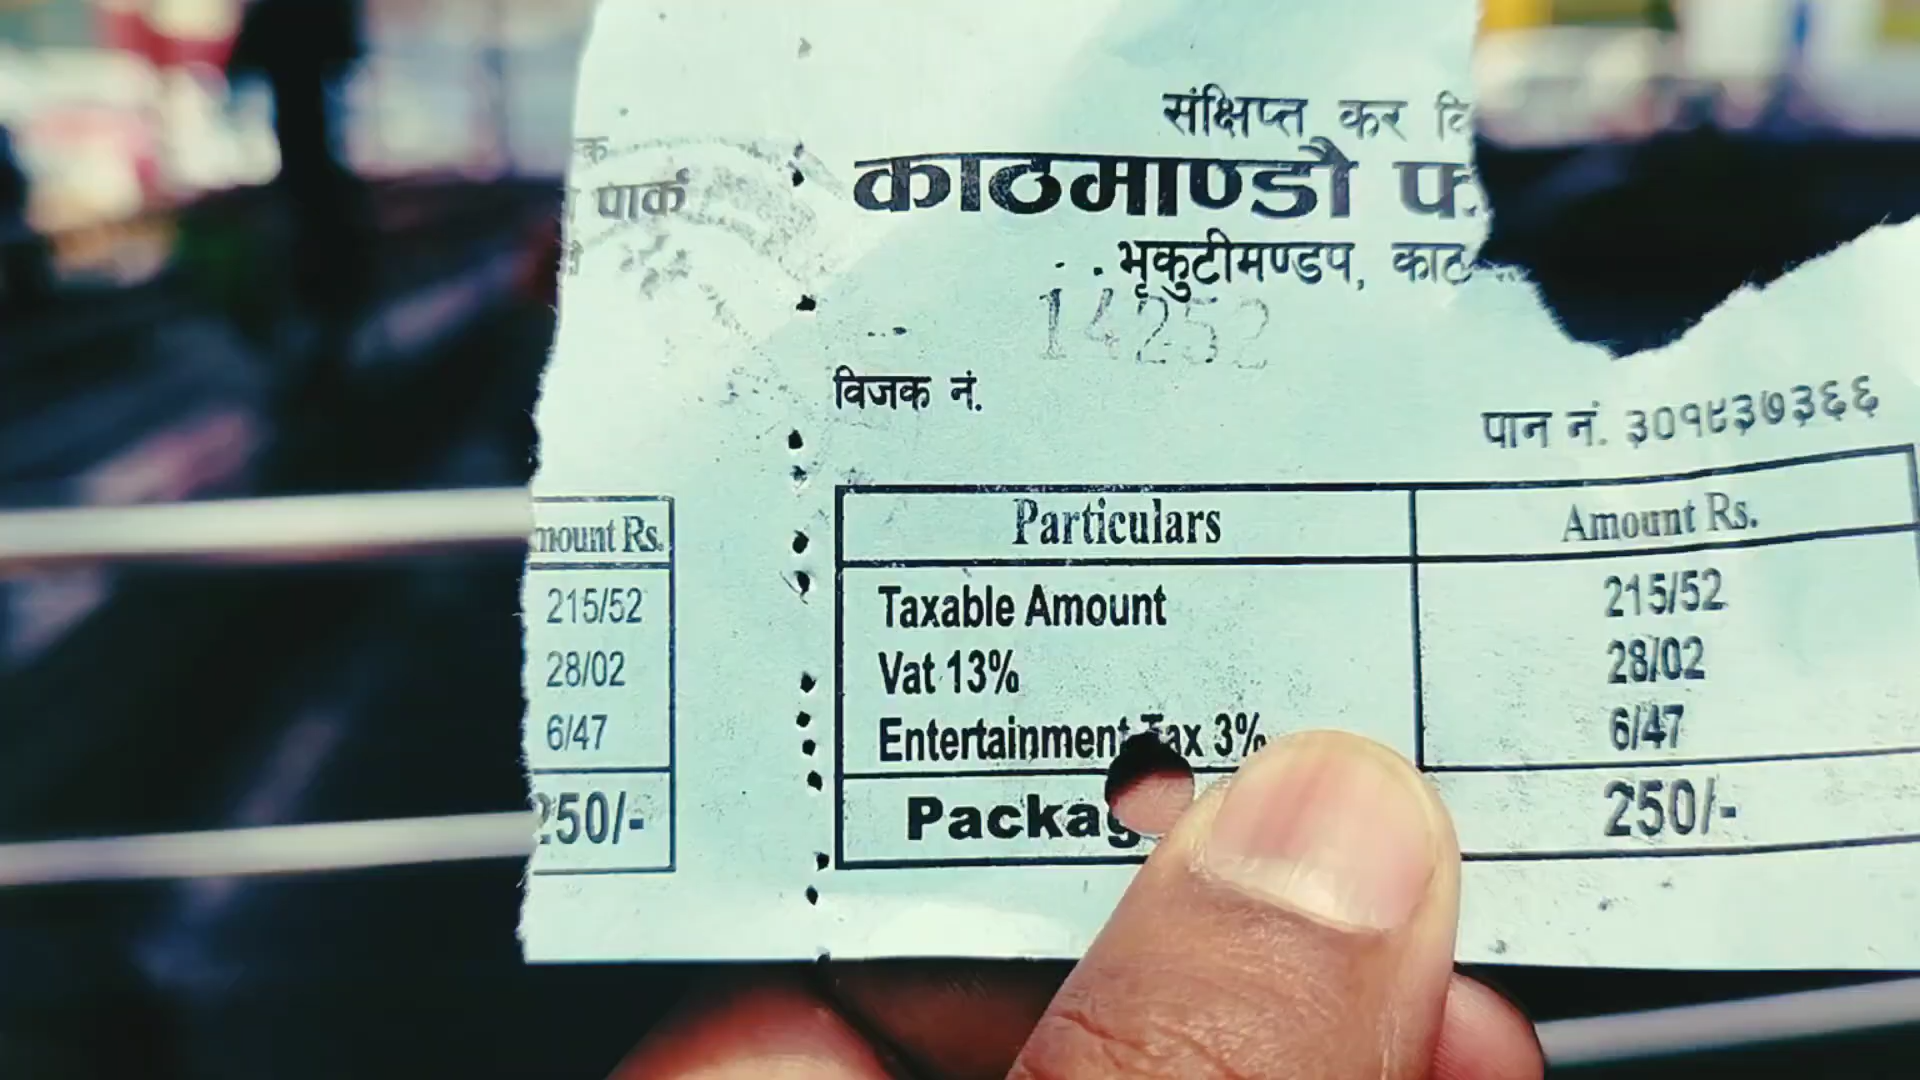 संक्षिप्त कर
काठमाण्डौ
भृकुटीमण्डप,
14252
विजक नं.
पान नं. ३०१९३७३६६
पार्क
Particulars Amount Rs.
Taxable Amount 215/52
Vat 13% 28/02
Entertainment Tax 3% 6/47
250/-
mount Rs.
215/52
28/02
6/47
250/-